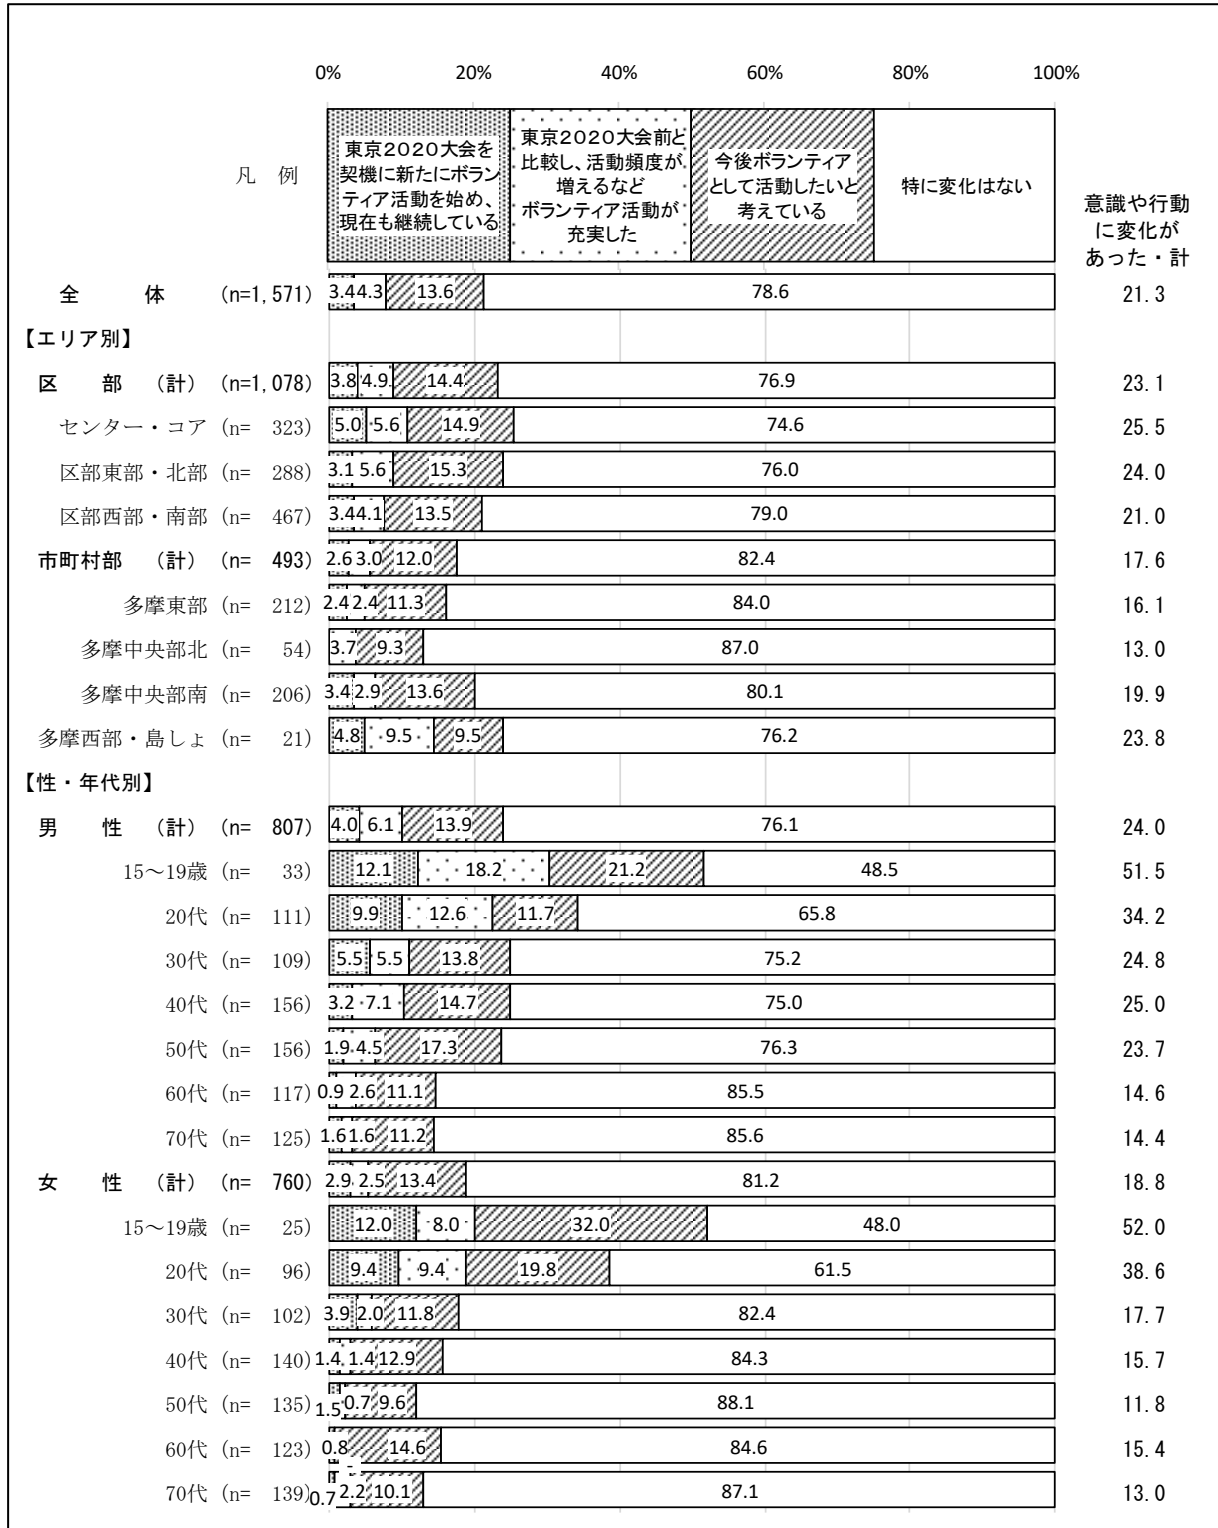 0% 20% 40% 60% 80% 100%
凡 例
東京2020大会を
契機に新たにボラン
ティア活動を始め、
現在も継続している
東京2020大会前と
比較し、活動頻度が
増えるなど
ボランティア活動が
充実した
今後ボランティア
として活動したいと
考えている
特に変化はない
意識や行動
に変化が
あった・計
全 体 (n=1,571) 3.4 4.3 13.6 78.6 21.3
【エリア別】
区 部 (計) (n=1,078) 3.8 4.9 14.4 76.9 23.1
センター・コア (n= 323) 5.0 5.6 14.9 74.6 25.5
区部東部・北部 (n= 288) 3.1 5.6 15.3 76.0 24.0
区部西部・南部 (n= 467) 3.4 4.1 13.5 79.0 21.0
市町村部 (計) (n= 493) 2.6 3.0 12.0 82.4 17.6
多摩東部 (n= 212) 2.4 2.4 11.3 84.0 16.1
多摩中央部北 (n= 54) 3.7 9.3 87.0 13.0
多摩中央部南 (n= 206) 3.4 2.9 13.6 80.1 19.9
多摩西部・島しょ (n= 21) 4.8 9.5 9.5 76.2 23.8
【性・年代別】
男 性 (計) (n= 807) 4.0 6.1 13.9 76.1 24.0
15～19歳 (n= 33) 12.1 18.2 21.2 48.5 51.5
20代 (n= 111) 9.9 12.6 11.7 65.8 34.2
30代 (n= 109) 5.5 5.5 13.8 75.2 24.8
40代 (n= 156) 3.2 7.1 14.7 75.0 25.0
50代 (n= 156) 1.9 4.5 17.3 76.3 23.7
60代 (n= 117) 0.9 2.6 11.1 85.5 14.6
70代 (n= 125) 1.6 1.6 11.2 85.6 14.4
女 性 (計) (n= 760) 2.9 2.5 13.4 81.2 18.8
15～19歳 (n= 25) 12.0 8.0 32.0 48.0 52.0
20代 (n= 96) 9.4 9.4 19.8 61.5 38.6
30代 (n= 102) 3.9 2.0 11.8 82.4 17.7
40代 (n= 140) 1.4 1.4 12.9 84.3 15.7
50代 (n= 135) 1.5 0.7 9.6 88.1 11.8
60代 (n= 123) 0.8 14.6 84.6 15.4
70代 (n= 139) 0.7 2.2 10.1 87.1 13.0